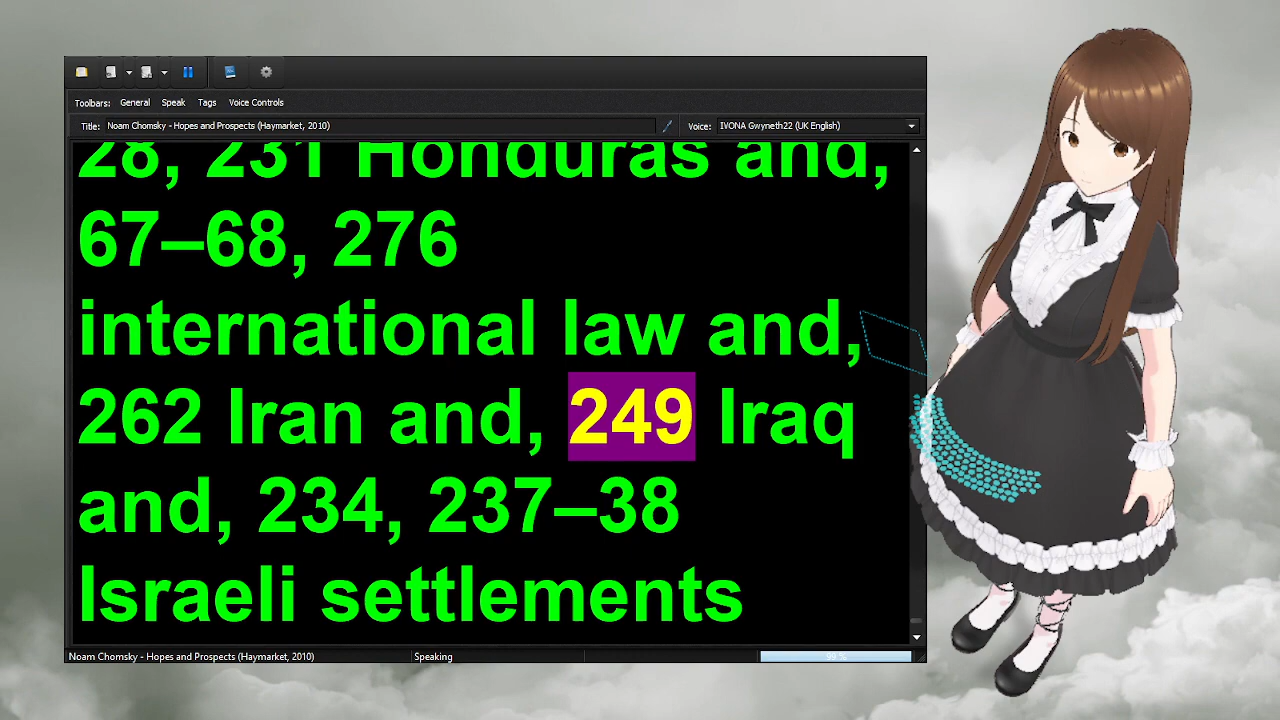 Toolbars: General Speak Tags Voice Controls
Title: Noam Chomsky - Hopes and Prospects (Haymarket, 2010) Voice: IVONA Gwyneth22 (UK English)
28, 231 Honduras and,
67–68, 276
international law and,
262 Iran and, 249 Iraq
and, 234, 237–38
Israeli settlements
Noam Chomsky - Hopes and Prospects (Haymarket, 2010) Speaking 99 %